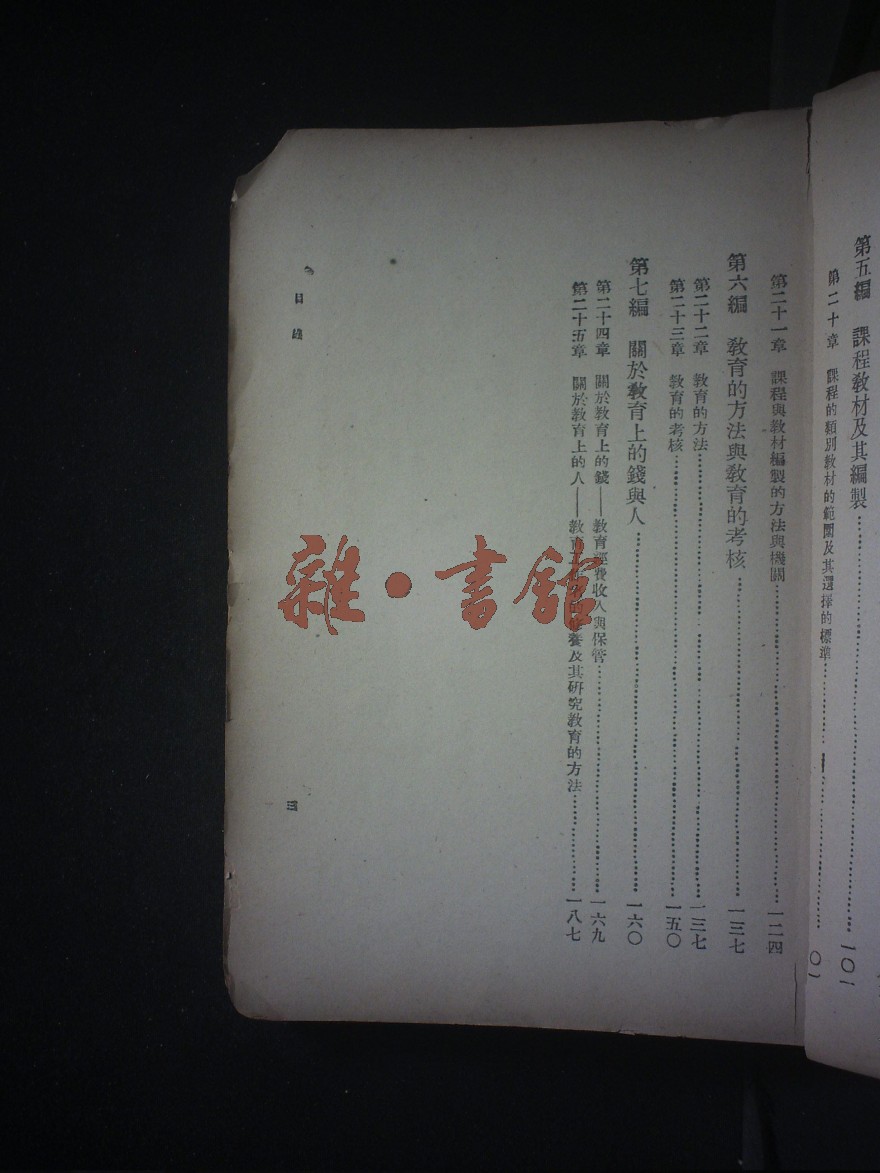 第五編　課程教材及其編製……一〇一
第二十章　課程的類別教材的範圍及其選擇的標準……〇一
第二十一章　課程與教材編製的方法與機關……一二四
第六編　教育的方法與教育的考核……一三七
第二十二章　教育的方法……一三七
第二十三章　教育的考核……一五〇
第七編　關於教育上的錢與人……一六〇
第二十四章　關於教育上的錢——教育經費收入與保管……一六九
第二十五章　關於教育上的人——教育及其研究教育的方法……一八七
目錄
三
雜·書館